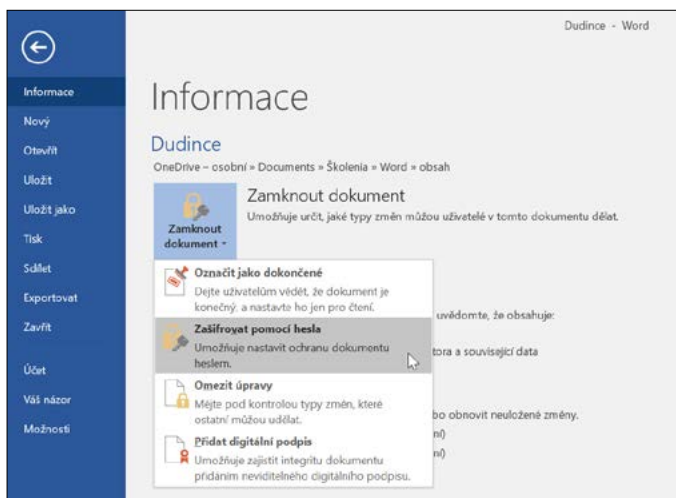 Dudince - Word
Informace
Nový
Otevřít
Uložit
Uložit jako
Tisk
Sdílet
Exportovat
Zavřít
Účet
Váš názor
Možnosti
Informace
Dudince
OneDrive – osobní » Documents » Školenia » Word » obsah
Zamknout
dokument
Zamknout dokument
Umožňuje určit, jaké typy změn můžou uživatelé v tomto dokumentu dělat.
Označit jako dokončené
Dejte uživatelům vědět, že dokument je
konečný, a nastavte ho jen pro čtení.
Zašifrovat pomocí hesla
Umožňuje nastavit ochranu dokumentu
heslem.
Omezit úpravy
Mějte pod kontrolou typy změn, které
ostatní můžou udělat.
Přidat digitální podpis
Umožňuje zajistit integritu dokumentu
přidáním neviditelného digitálního podpisu.
uvědomte, že obsahuje:
tora a související data
bo obnovit neuložené změny.
ní)
ní)